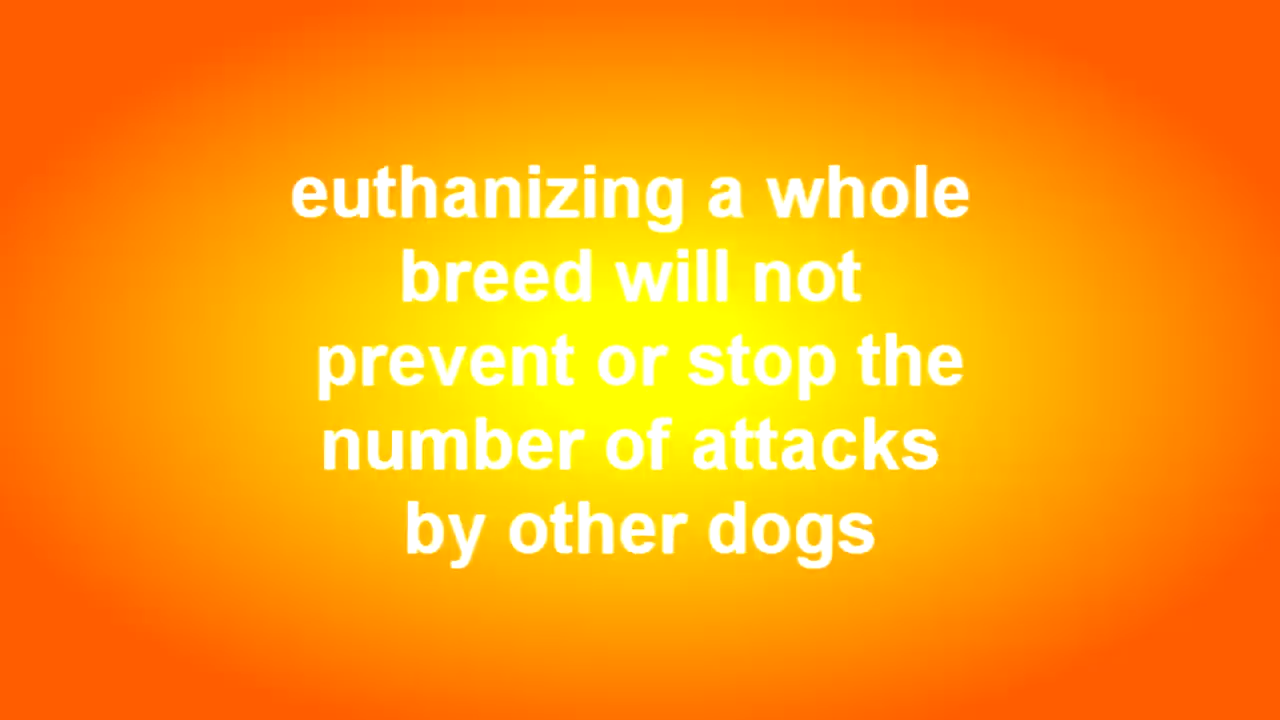 euthanizing a whole
breed will not
prevent or stop the
number of attacks
by other dogs